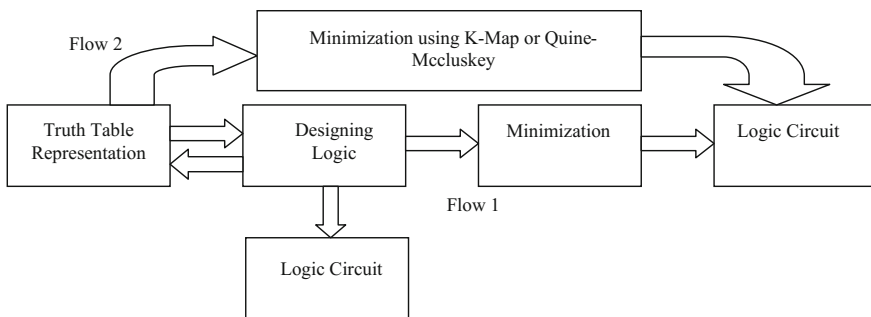 Flow 2
Minimization using K-Map or Quine-
Mccluskey
Truth Table
Representation
Designing
Logic
Minimization
Logic Circuit
Flow 1
Logic Circuit